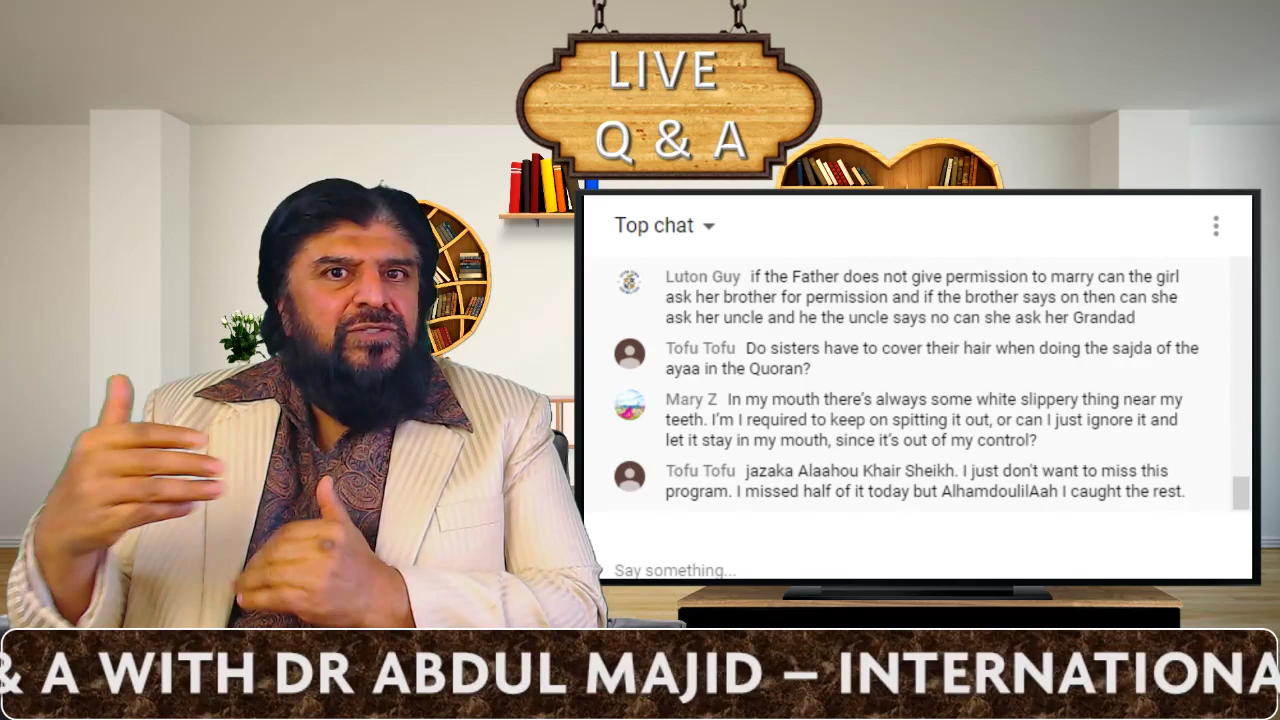 LIVE
Q & A
Top chat
Luton Guy if the Father does not give permission to marry can the girl
ask her brother for permission and if the brother says on then can she
ask her uncle and he the uncle says no can she ask her Grandad
Tofu Tofu Do sisters have to cover their hair when doing the sajda of the
ayaa in the Quoran?
Mary Z In my mouth there's always some white slippery thing near my
teeth. I'm I required to keep on spitting it out, or can I just ignore it and
let it stay in my mouth, since it's out of my control?
Tofu Tofu jazaka Alaahou Khair Sheikh. I just don't want to miss this
program. I missed half of it today but AlhamdoulilAah I caught the rest.
Say something...
& A WITH DR ABDUL MAJID – INTERNATIONA